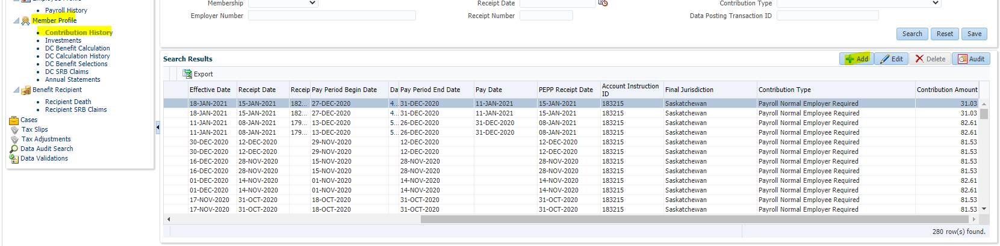 Employee Profile
Payroll History
Member Profile
Contribution History
Investments
DC Benefit Calculation
DC Calculation History
DC Benefit Selections
DC SRB Claims
Annual Statements
Benefit Recipient
Recipient Death
Recipient SRB Claims
Cases
Tax Slips
Tax Adjustments
Data Audit Search
Data Validations
Membership Receipt Date Contribution Type
Employer Number Receipt Number Data Posting Transaction ID
Search Reset Save
Search Results Add Edit Delete Audit
Export
Effective Date Receipt Date Receip Pay Period Begin Date Da Pay Period End Date Pay Date PEPP Receipt Date Account Instruction ID Final Jurisdiction Contribution Type Contribution Amount
18-JAN-2021 15-JAN-2021 182... 27-DEC-2020 4... 31-DEC-2020 11-JAN-2021 15-JAN-2021 183215 Saskatchewan Payroll Normal Employer Required 31.03
18-JAN-2021 15-JAN-2021 182... 27-DEC-2020 4... 31-DEC-2020 11-JAN-2021 15-JAN-2021 183215 Saskatchewan Payroll Normal Employee Required 31.03
11-JAN-2021 08-JAN-2021 179... 13-DEC-2020 5... 26-DEC-2020 31-DEC-2020 08-JAN-2021 183215 Saskatchewan Payroll Normal Employer Required 82.61
11-JAN-2021 08-JAN-2021 179... 13-DEC-2020 5... 26-DEC-2020 31-DEC-2020 08-JAN-2021 183215 Saskatchewan Payroll Normal Employee Required 82.61
30-DEC-2020 12-DEC-2020 29-NOV-2020 12-DEC-2020 12-DEC-2020 183215 Saskatchewan Payroll Normal Employer Required 81.53
30-DEC-2020 12-DEC-2020 29-NOV-2020 12-DEC-2020 12-DEC-2020 183215 Saskatchewan Payroll Normal Employee Required 81.53
16-DEC-2020 28-NOV-2020 15-NOV-2020 28-NOV-2020 28-NOV-2020 183215 Saskatchewan Payroll Normal Employee Required 81.53
16-DEC-2020 28-NOV-2020 15-NOV-2020 28-NOV-2020 28-NOV-2020 183215 Saskatchewan Payroll Normal Employer Required 81.53
01-DEC-2020 14-NOV-2020 01-NOV-2020 14-NOV-2020 14-NOV-2020 183215 Saskatchewan Payroll Normal Employee Required 82.61
01-DEC-2020 14-NOV-2020 01-NOV-2020 14-NOV-2020 14-NOV-2020 183215 Saskatchewan Payroll Normal Employer Required 82.61
17-NOV-2020 31-OCT-2020 18-OCT-2020 31-OCT-2020 31-OCT-2020 183215 Saskatchewan Payroll Normal Employee Required 81.53
17-NOV-2020 31-OCT-2020 18-OCT-2020 31-OCT-2020 31-OCT-2020 183215 Saskatchewan Payroll Normal Employer Required 81.53
280 row(s) found.